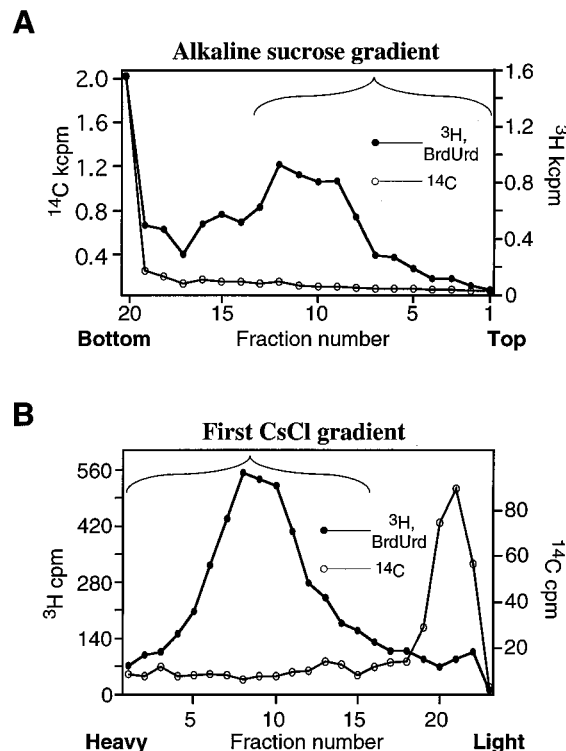 A
Alkaline sucrose gradient
2.0
1.6
1.2
0.8
0.4
¹⁴C kcpm
1.6
1.2
0.8
0.4
0
³H kcpm
³H,
BrdUrd
¹⁴C
20 15 10 5 1
Bottom Fraction number Top
B
First CsCl gradient
560
420
280
140
0
³H cpm
80
60
40
20
¹⁴C cpm
³H,
BrdUrd
¹⁴C
5 10 15 20
Heavy Fraction number Light